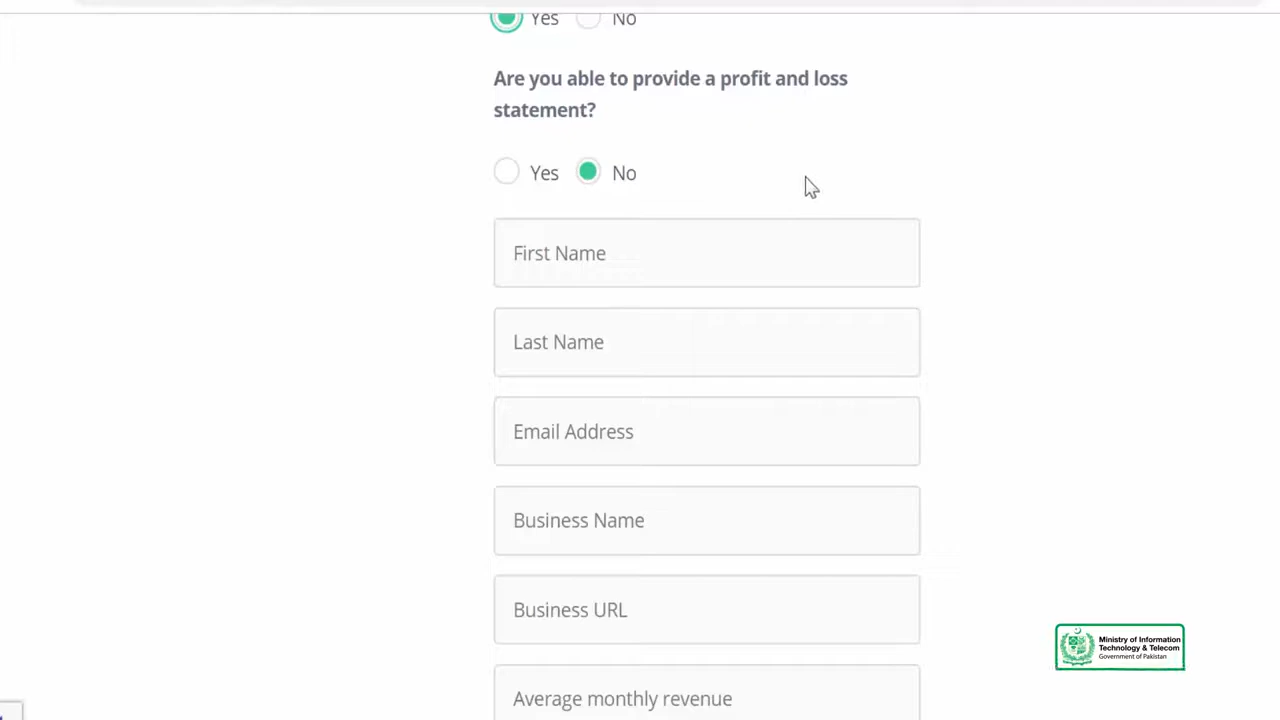 Yes No
Are you able to provide a profit and loss
statement?
Yes No
First Name
Last Name
Email Address
Business Name
Business URL
Ministry of Information
Technology & Telecom
Government of Pakistan
Average monthly revenue